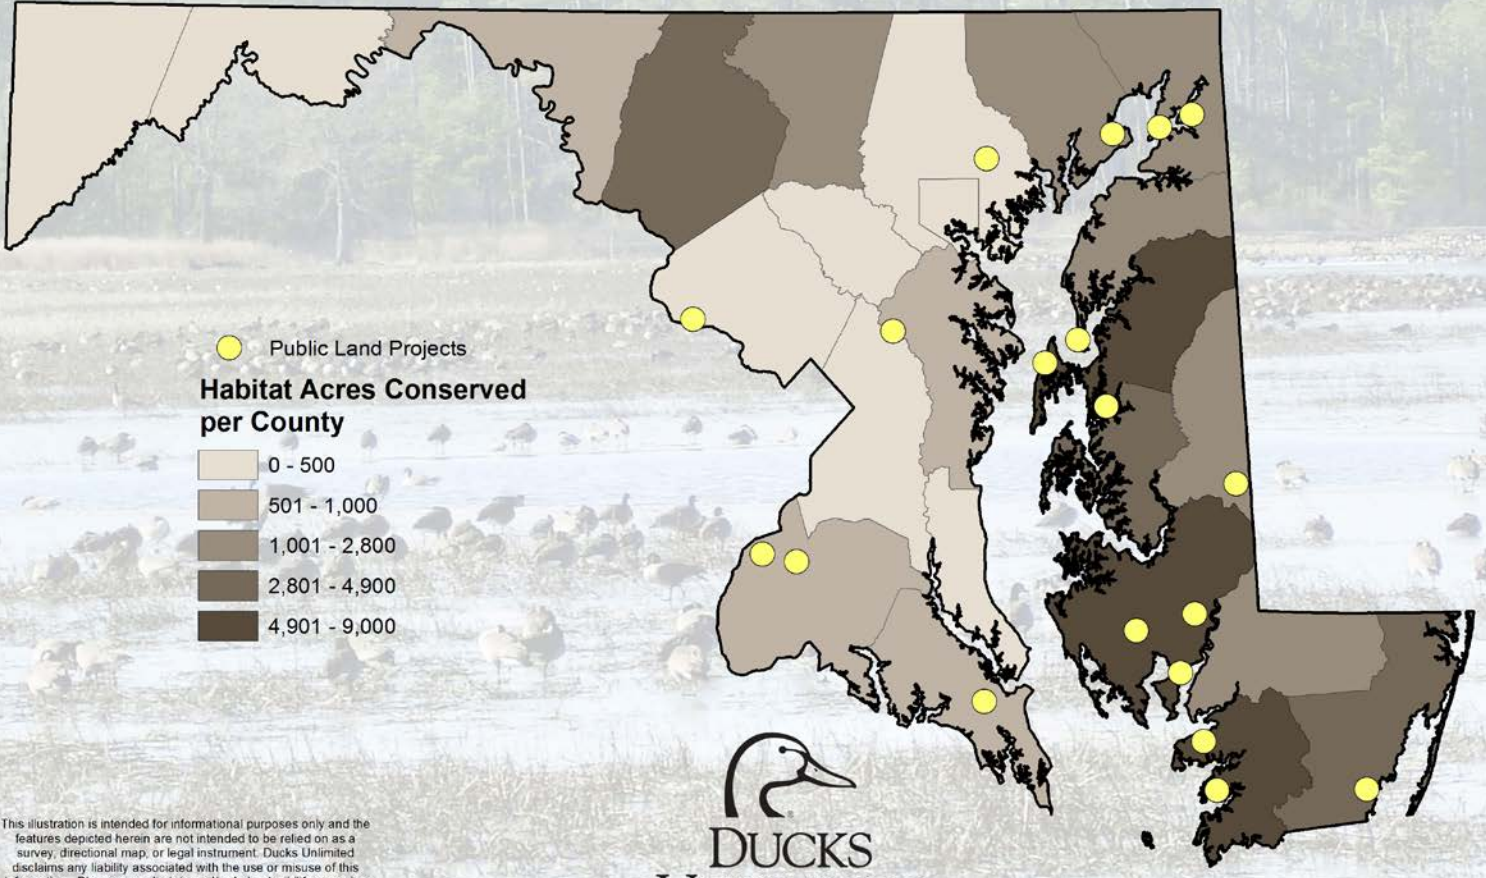 Public Land Projects
Habitat Acres Conserved
per County
0 - 500
501 - 1,000
1,001 - 2,800
2,801 - 4,900
4,901 - 9,000
This illustration is intended for informational purposes only and the
features depicted herein are not intended to be relied on as a
survey, directional map, or legal instrument. Ducks Unlimited
disclaims any liability associated with the use or misuse of this
®
DUCKS